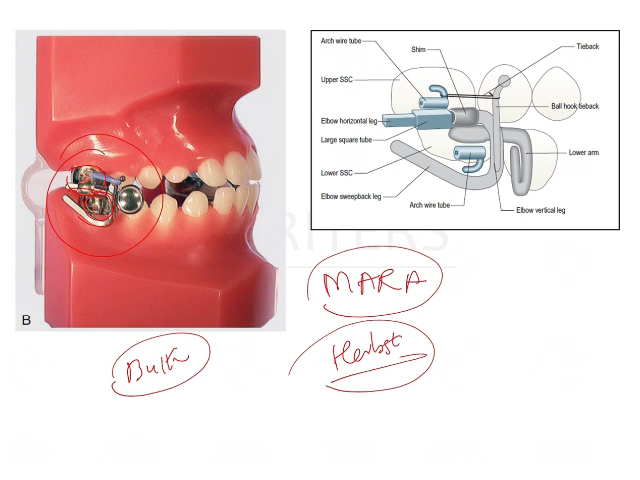 Arch wire tube
Shim
Tieback
Upper SSC
Ball hook tieback
Elbow horizontal leg
Large square tube
Lower arm
Lower SSC
Elbow sweepback leg
Arch wire tube
Elbow vertical leg
B
MARA
Herbst
Bulk